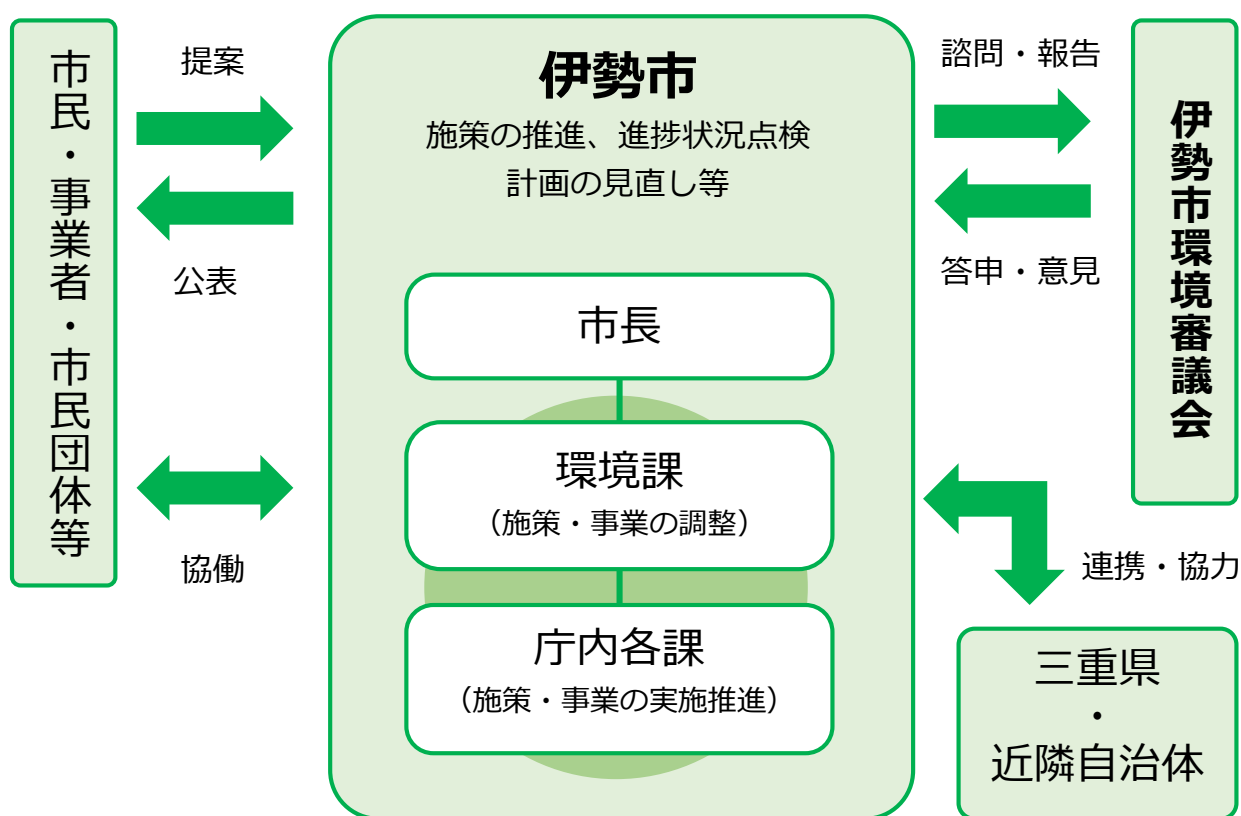 市民・事業者・市民団体等
提案
公表
協働
伊勢市
施策の推進、進捗状況点検
計画の見直し等
市長
環境課
（施策・事業の調整）
庁内各課
（施策・事業の実施推進）
諮問・報告
答申・意見
伊勢市環境審議会
連携・協力
三重県
・
近隣自治体